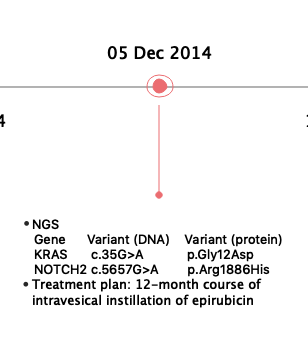 05 Dec 2014
4
• NGS
Gene Variant (DNA) Variant (protein)
KRAS c.35G>A p.Gly12Asp
NOTCH2 c.5657G>A p.Arg1886His
• Treatment plan: 12-month course of
intravesical instillation of epirubicin